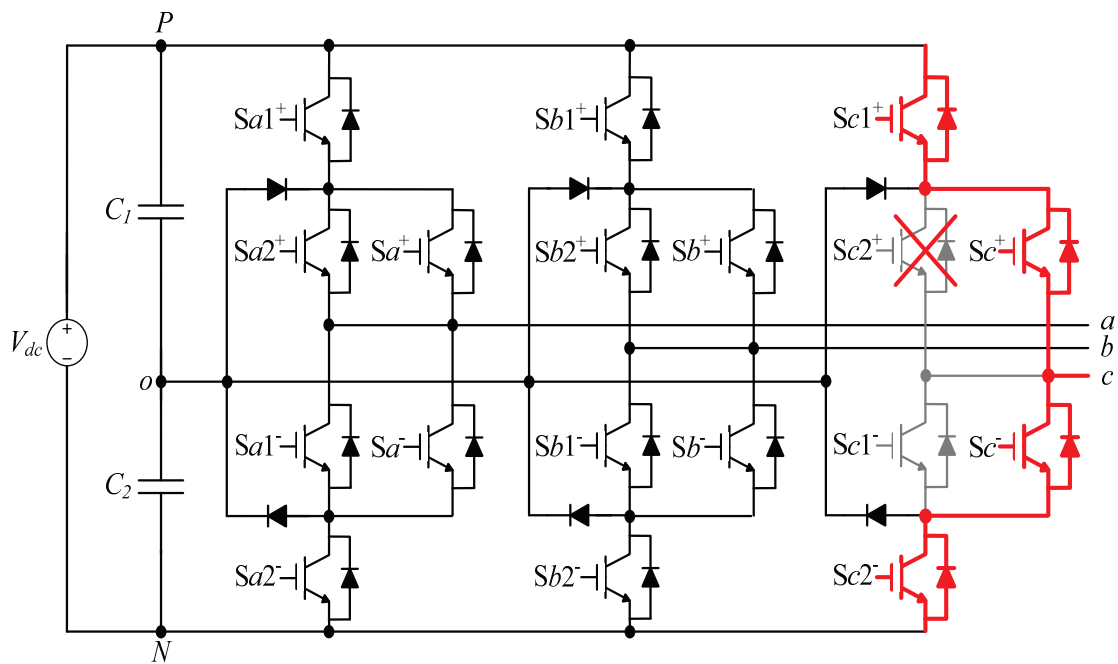 P
Sa1⁺
Sb1⁺
Sc1⁺
C₁
Sa2⁺
Sa⁺
Sb2⁺
Sb⁺
Sc2⁺
Sc⁺
a
+
V_dc
−
b
o
c
Sa1⁻
Sa⁻
Sb1⁻
Sb⁻
Sc1⁻
Sc⁻
C₂
Sa2⁻
Sb2⁻
Sc2⁻
N